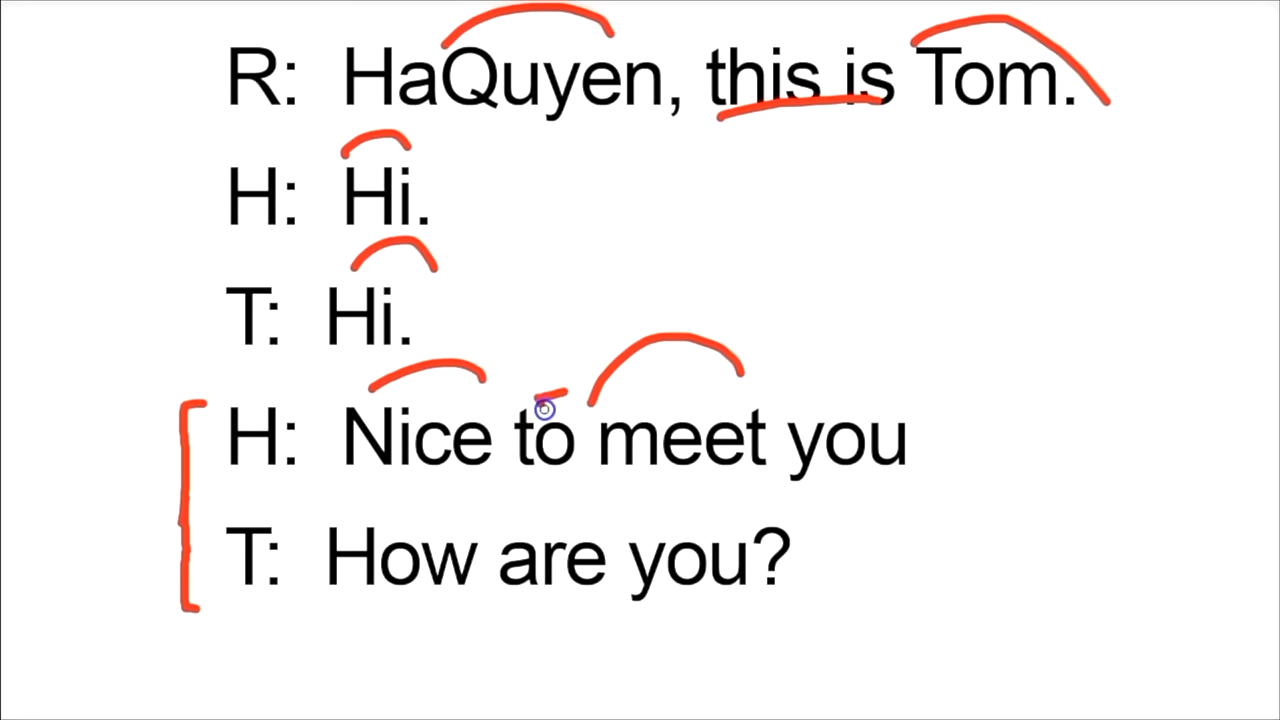 R: HaQuyen, this is Tom.
H: Hi.
T: Hi.
H: Nice to meet you
T: How are you?